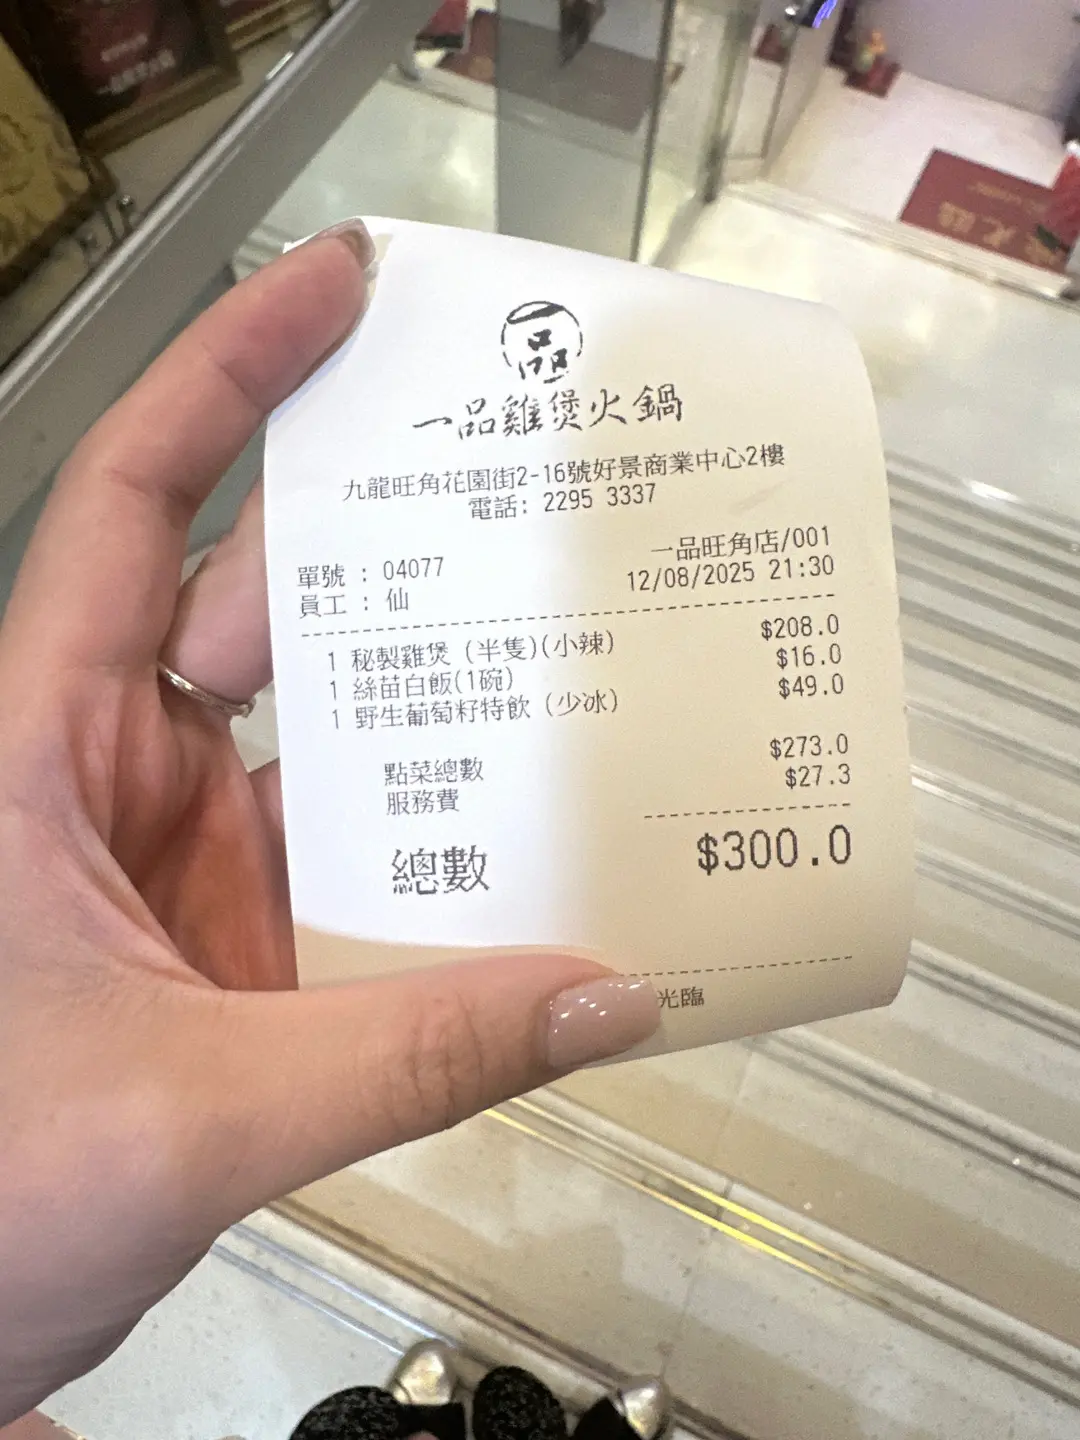 一品
一品雞煲火鍋
九龍旺角花園街2-16號好景商業中心2樓
電話: 2295 3337
單號 : 04077
一品旺角店/001
員工 : 仙
12/08/2025 21:30
1 秘製雞煲 (半隻)(小辣) $208.0
1 絲苗白飯(1碗) $16.0
1 野生葡萄籽特飲 (少冰) $49.0
點菜總數 $273.0
服務費 $27.3
總數 $300.0
光臨